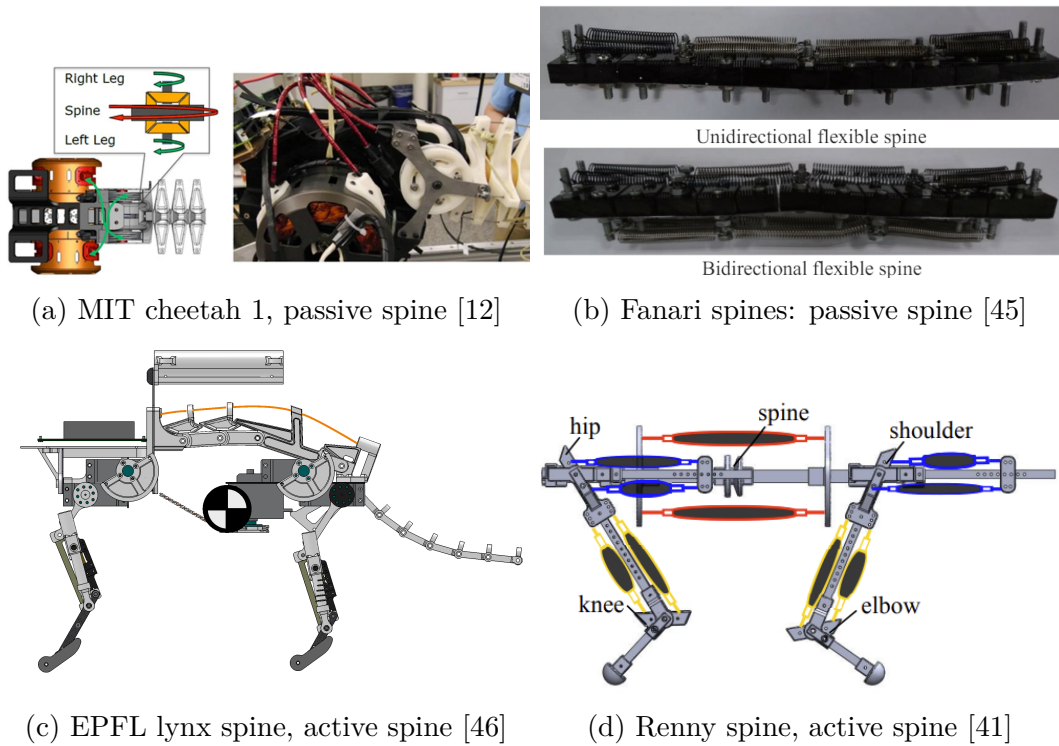 Right Leg
Spine
Left Leg
Unidirectional flexible spine
Bidirectional flexible spine
(a) MIT cheetah 1, passive spine [12]
(b) Fanari spines: passive spine [45]
hip
spine
shoulder
knee
elbow
(c) EPFL lynx spine, active spine [46]
(d) Renny spine, active spine [41]